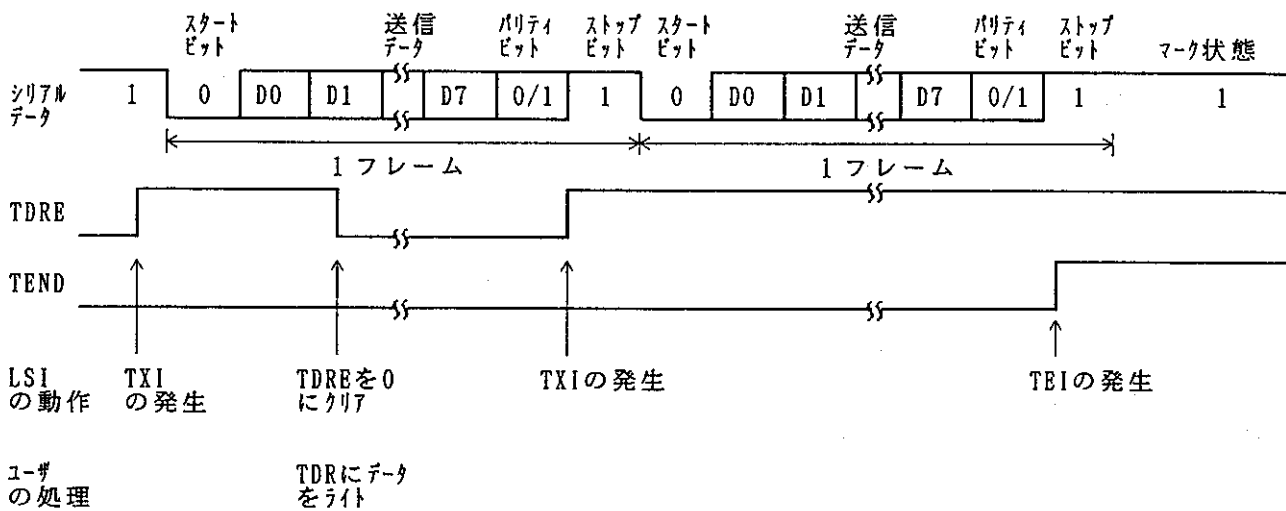 スタート
ビット
送信
データ
パリティ
ビット
ストップ
ビット
スタート
ビット
送信
データ
パリティ
ビット
ストップ
ビット
マーク状態
シリアル
データ
1 0 D0 D1 D7 0/1 1 0 D0 D1 D7 0/1 1 1
1フレーム 1フレーム
TDRE
TEND
LSI
の動作
TXI
の発生
TDREを0
にクリア
TXIの発生
TEIの発生
ユーザ
の処理
TDRにデータ
をライト